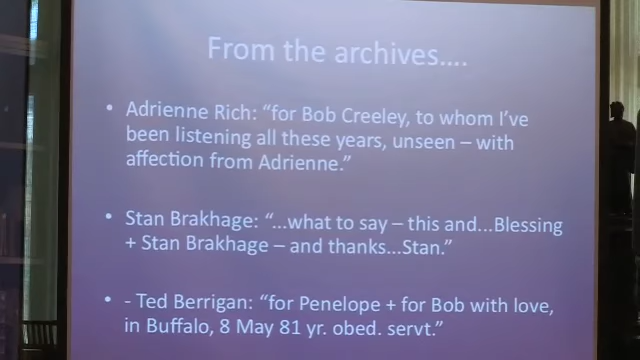 From the archives....
• Adrienne Rich: “for Bob Creeley, to whom I’ve
been listening all these years, unseen – with
affection from Adrienne.”
• Stan Brakhage: “...what to say – this and...Blessing
+ Stan Brakhage – and thanks...Stan.”
• - Ted Berrigan: “for Penelope + for Bob with love,
in Buffalo, 8 May 81 yr. obed. servt.”